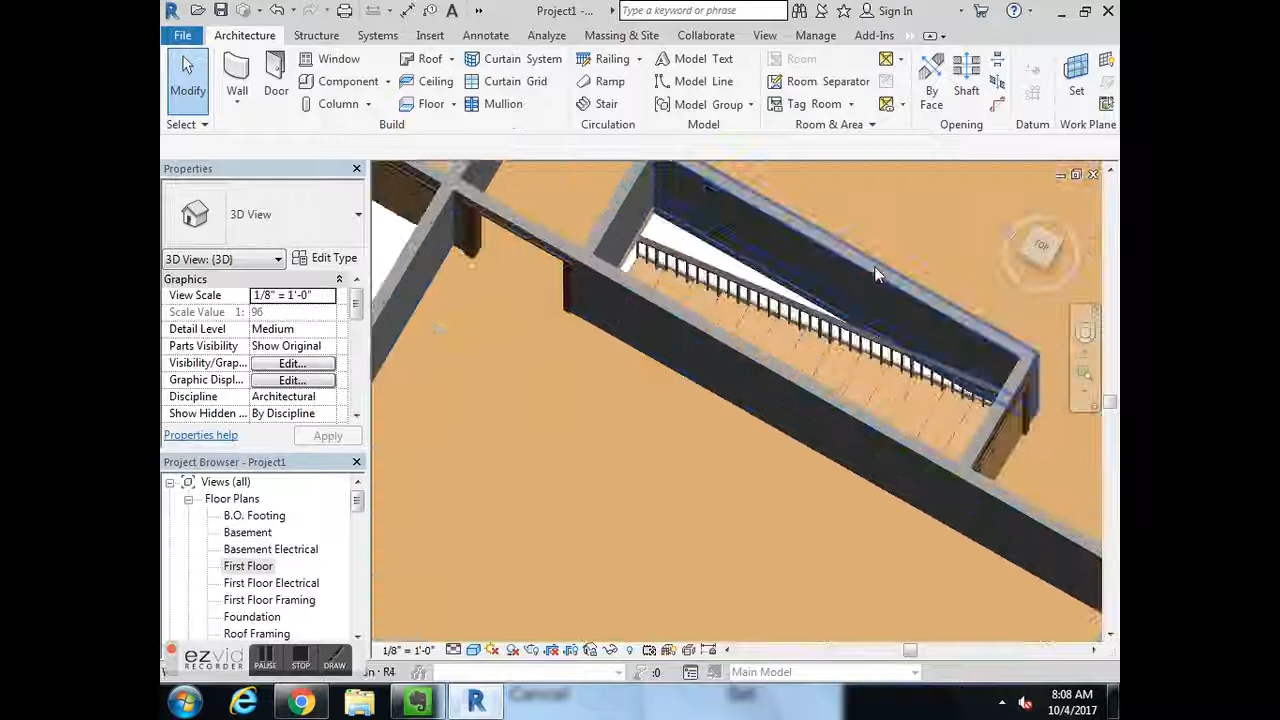 Project1 -...
Type a keyword or phrase
Sign In
File
Architecture
Structure
Systems
Insert
Annotate
Analyze
Massing & Site
Collaborate
View
Manage
Add-Ins
Modify
Wall
Door
Window
Component
Column
Roof
Ceiling
Floor
Curtain System
Curtain Grid
Mullion
Railing
Ramp
Stair
Model Text
Model Line
Model Group
Room
Room Separator
Tag Room
By
Face
Shaft
Set
Select
Build
Circulation
Model
Room & Area
Opening
Datum
Work Plane
Properties
3D View
3D View: {3D}
Edit Type
Graphics
View Scale
1/8" = 1'-0"
Scale Value 1:
96
Detail Level
Medium
Parts Visibility
Show Original
Visibility/Grap...
Edit...
Graphic Displ...
Edit...
Discipline
Architectural
Show Hidden ...
By Discipline
Properties help
Apply
Project Browser - Project1
Views (all)
Floor Plans
B.O. Footing
Basement
Basement Electrical
First Floor
First Floor Electrical
First Floor Framing
Foundation
Roof Framing
TOP
1/8" = 1'-0"
ezvid
RECORDER
PAUSE
STOP
DRAW
R4
:0
Main Model
Cancel
8:08 AM
10/4/2017